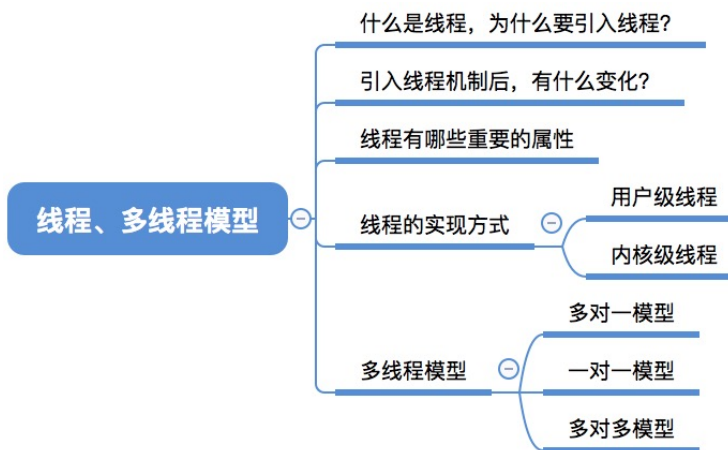 什么是线程，为什么要引入线程?
引入线程机制后，有什么变化?
线程有哪些重要的属性
线程、多线程模型
用户级线程
线程的实现方式
内核级线程
多对一模型
多线程模型
一对一模型
多对多模型